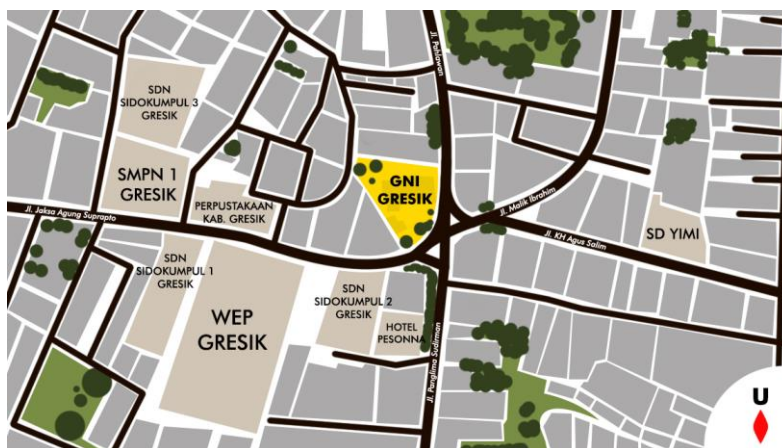 Jl. Pahlawan
SDN
SIDOKUMPUL 3
GRESIK
SMPN 1
GRESIK
GNI
GRESIK
PERPUSTAKAAN
KAB. GRESIK
Jl. Jaksa Agung Suprapto
Jl. Malik Ibrahim
Jl. KH Agus Salim
SD YIMI
SDN
SIDOKUMPUL 1
GRESIK
WEP
GRESIK
SDN
SIDOKUMPUL 2
GRESIK
HOTEL
PESONNA
Jl. Panglima Sudirman
U